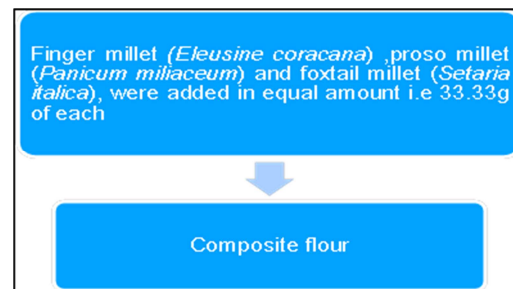 Finger millet (Eleusine coracana) ,proso millet
(Panicum miliaceum) and foxtail millet (Setaria
italica), were added in equal amount i.e 33.33g
of each
Composite flour